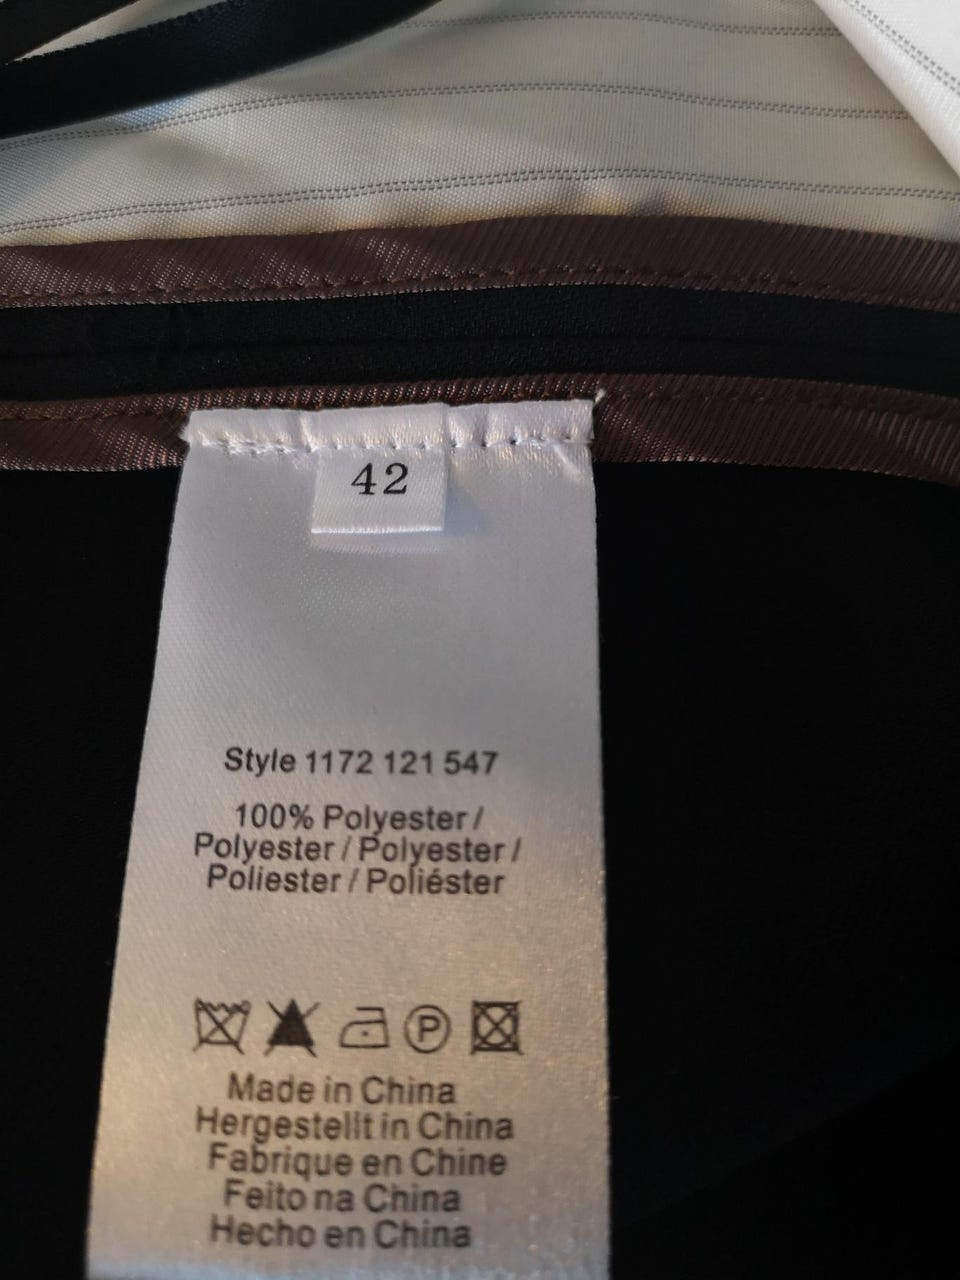 42
Style 1172 121 547
100% Polyester /
Polyester / Polyester /
Poliester / Poliéster
P
Made in China
Hergestellt in China
Fabrique en Chine
Feito na China
Hecho en China